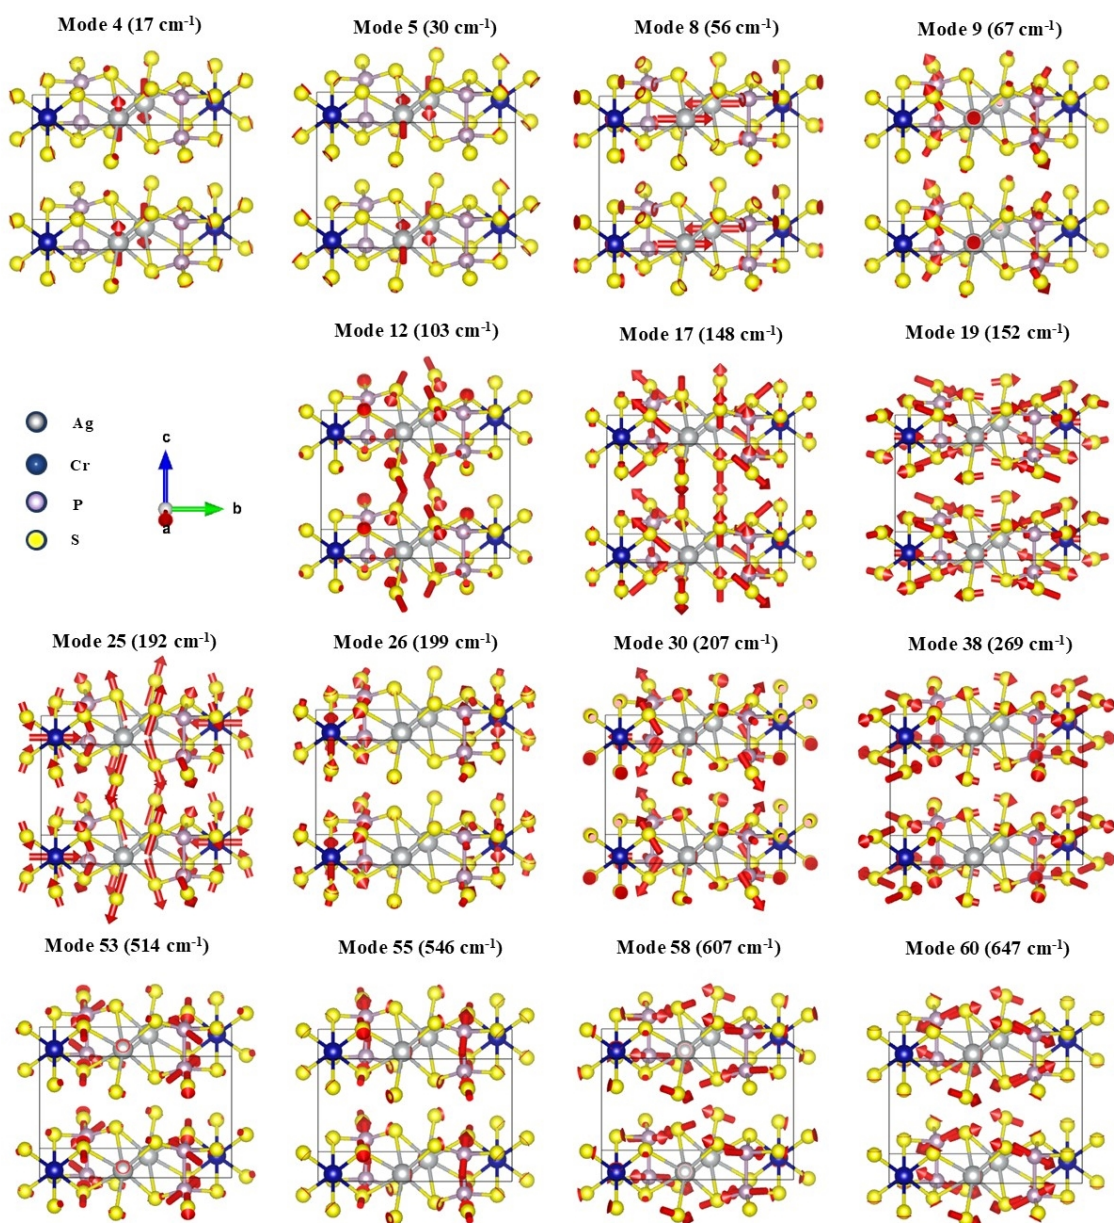 Mode 4 (17 cm⁻¹)
Mode 5 (30 cm⁻¹)
Mode 8 (56 cm⁻¹)
Mode 9 (67 cm⁻¹)
Mode 12 (103 cm⁻¹)
Mode 17 (148 cm⁻¹)
Mode 19 (152 cm⁻¹)
Ag
Cr
P
S
c
b
a
Mode 25 (192 cm⁻¹)
Mode 26 (199 cm⁻¹)
Mode 30 (207 cm⁻¹)
Mode 38 (269 cm⁻¹)
Mode 53 (514 cm⁻¹)
Mode 55 (546 cm⁻¹)
Mode 58 (607 cm⁻¹)
Mode 60 (647 cm⁻¹)